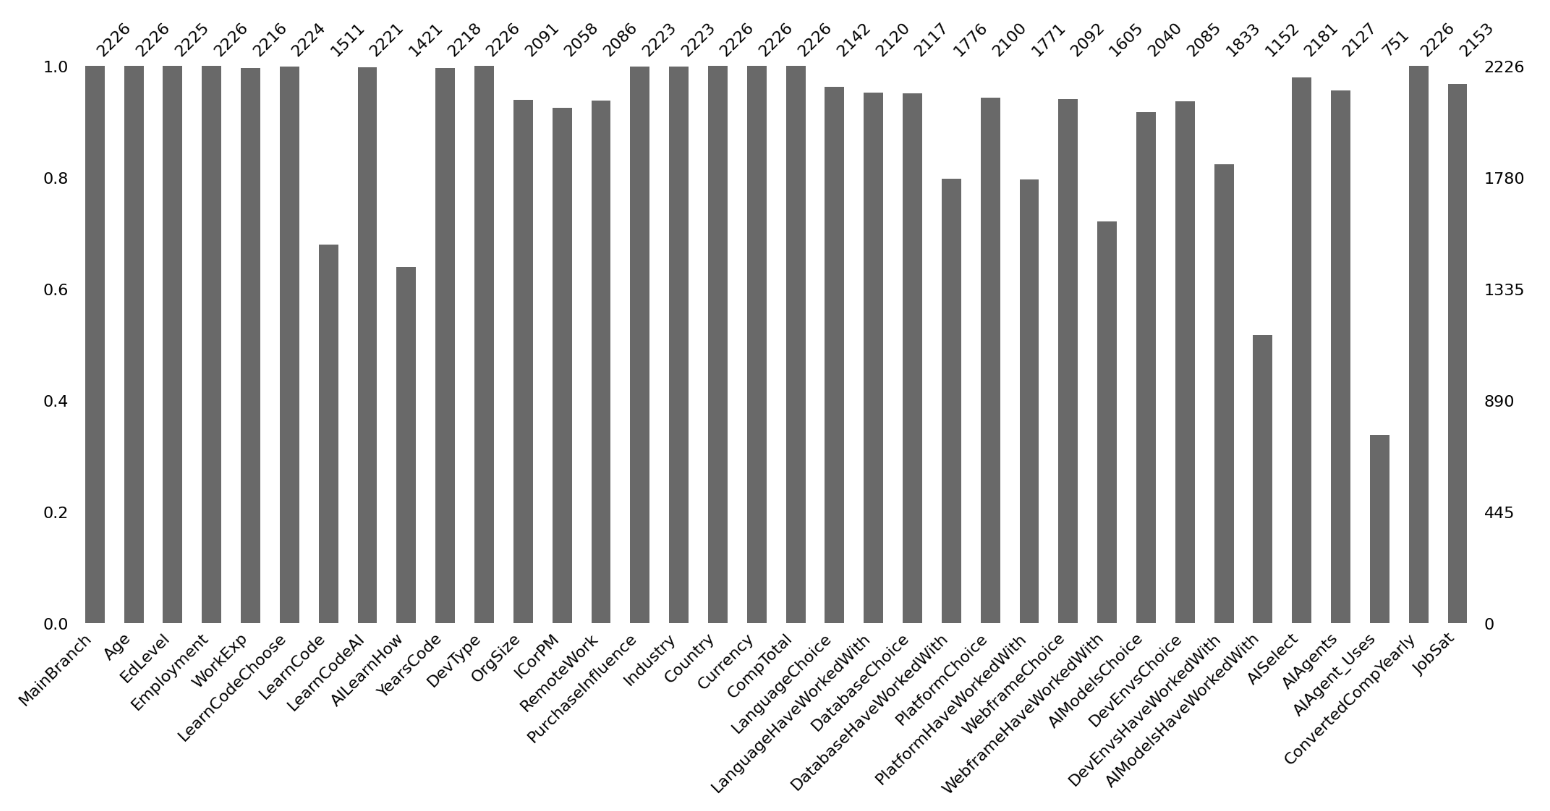 2226 2226 2225 2226 2216 2224 1511 2221 1421 2218 2226 2091 2058 2086 2223 2223 2226 2226 2226 2142 2120 2117 1776 2100 1771 2092 1605 2040 2085 1833 1152 2181 2127 751 2226 2153
1.0 2226
0.8 1780
0.6 1335
0.4 890
0.2 445
0.0 0
MainBranch
Age
EdLevel
Employment
WorkExp
LearnCodeChoose
LearnCode
LearnCodeAI
AILearnHow
YearsCode
DevType
OrgSize
ICorPM
RemoteWork
PurchaseInfluence
Industry
Country
Currency
CompTotal
LanguageChoice
LanguageHaveWorkedWith
DatabaseChoice
DatabaseHaveWorkedWith
PlatformChoice
PlatformHaveWorkedWith
WebframeChoice
WebframeHaveWorkedWith
AIModelsChoice
DevEnvsChoice
DevEnvsHaveWorkedWith
AIModelsHaveWorkedWith
AISelect
AIAgents
AIAgent_Uses
ConvertedCompYearly
JobSat